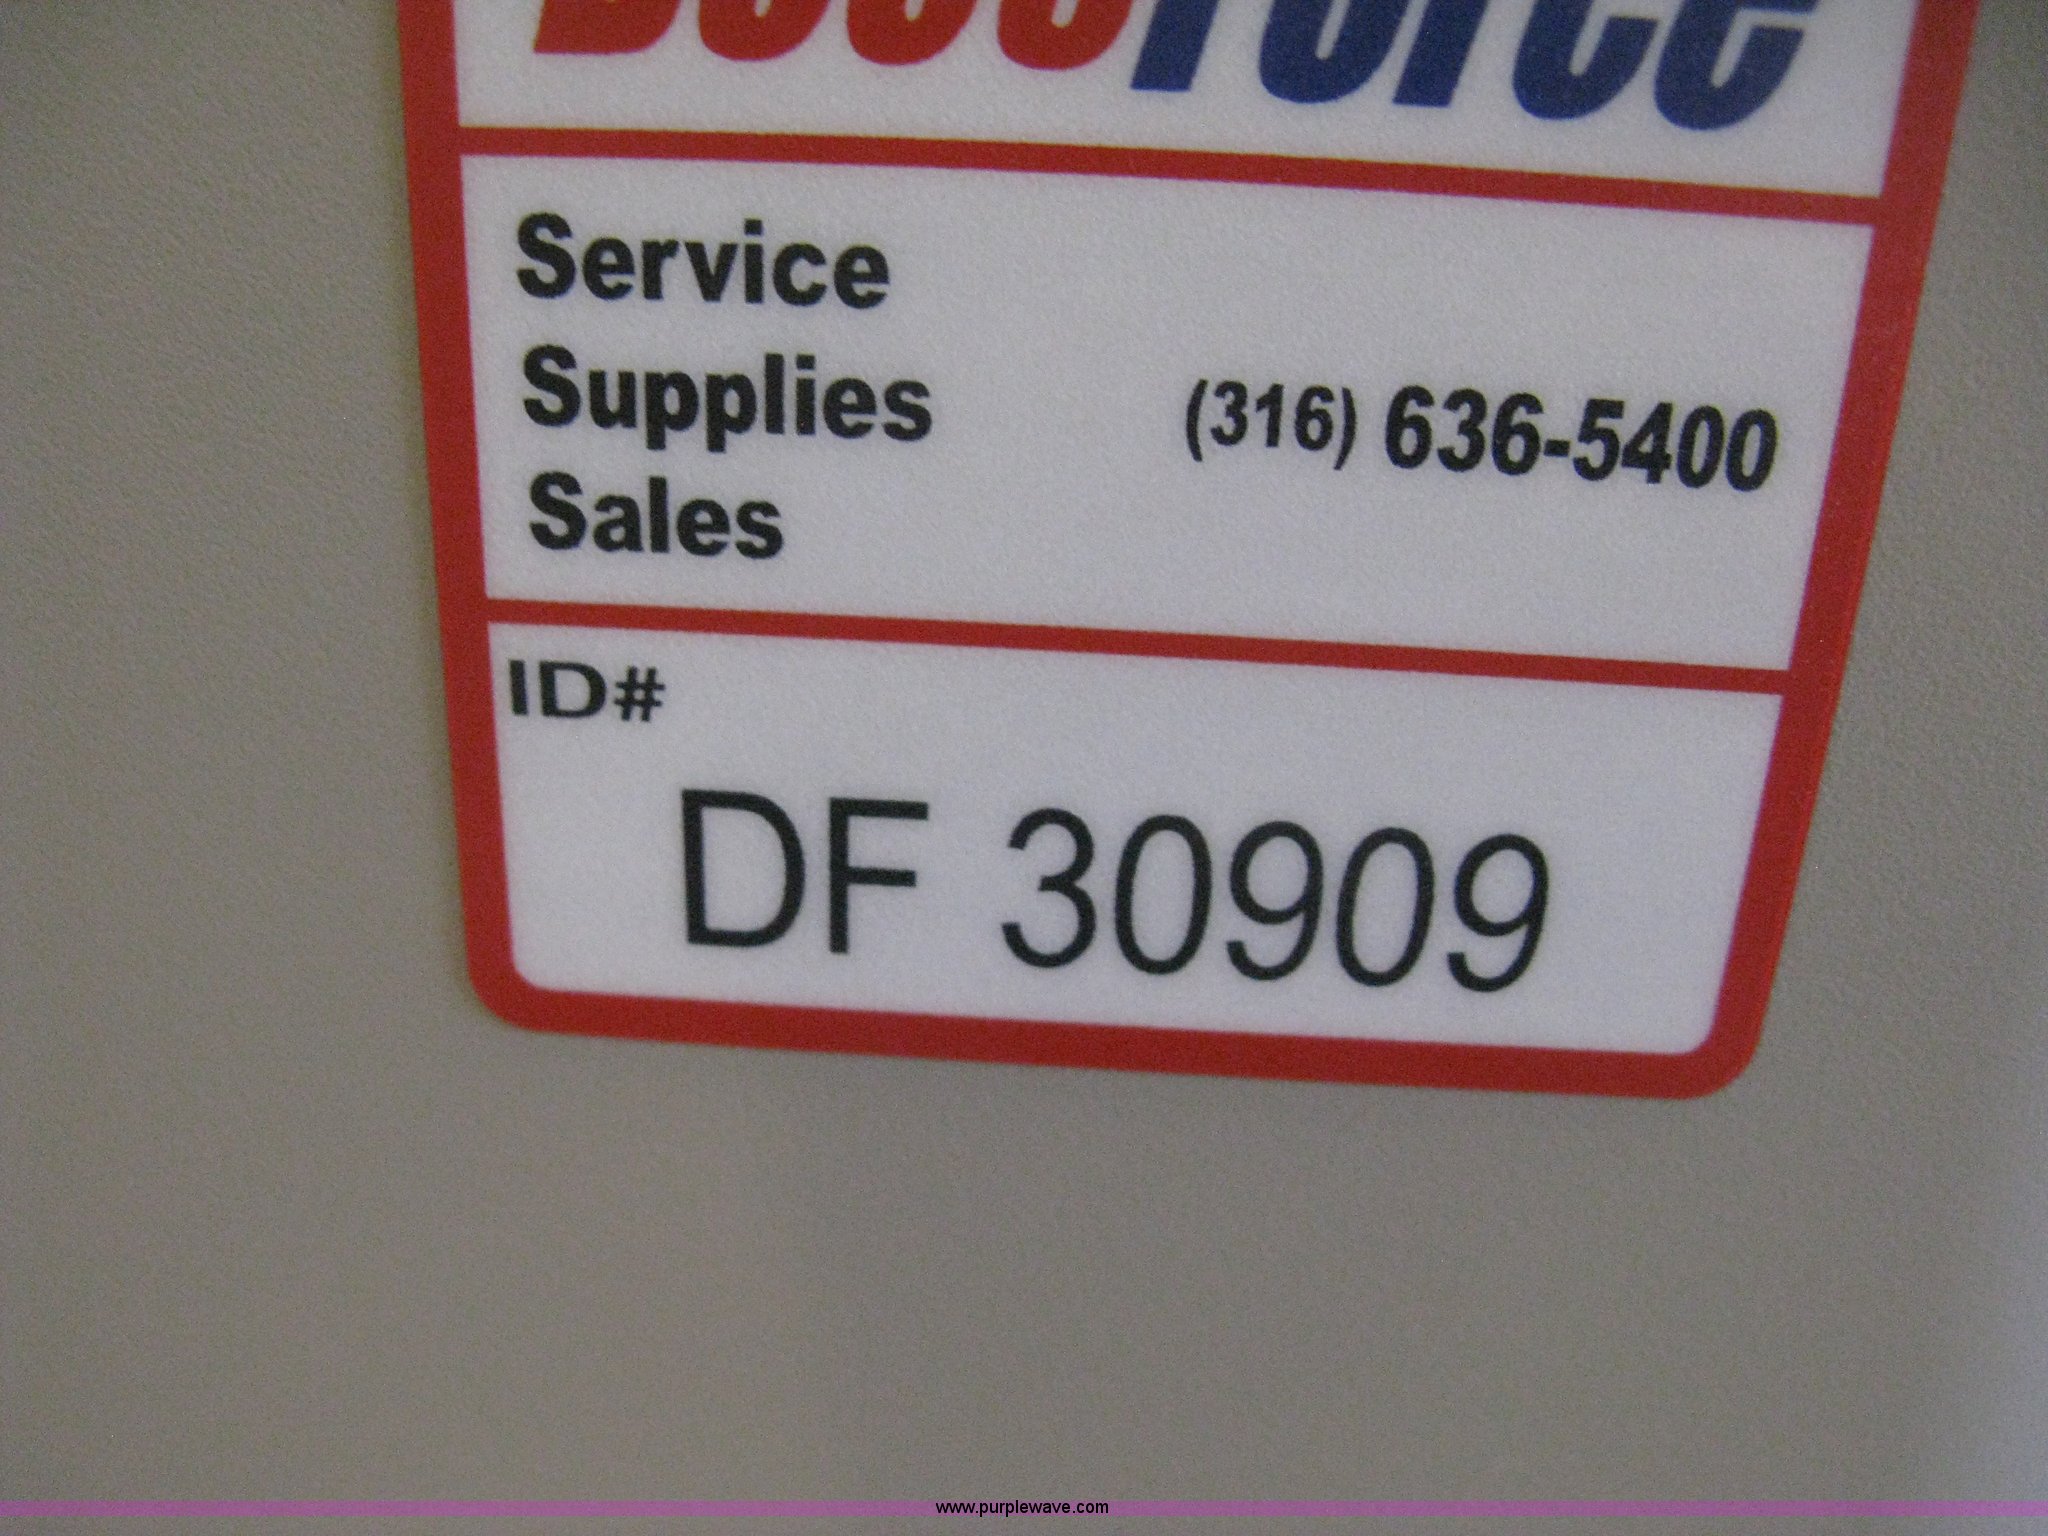 Service
Supplies
(316) 636-5400
Sales
ID#
DF 30909
www.purplewave.com